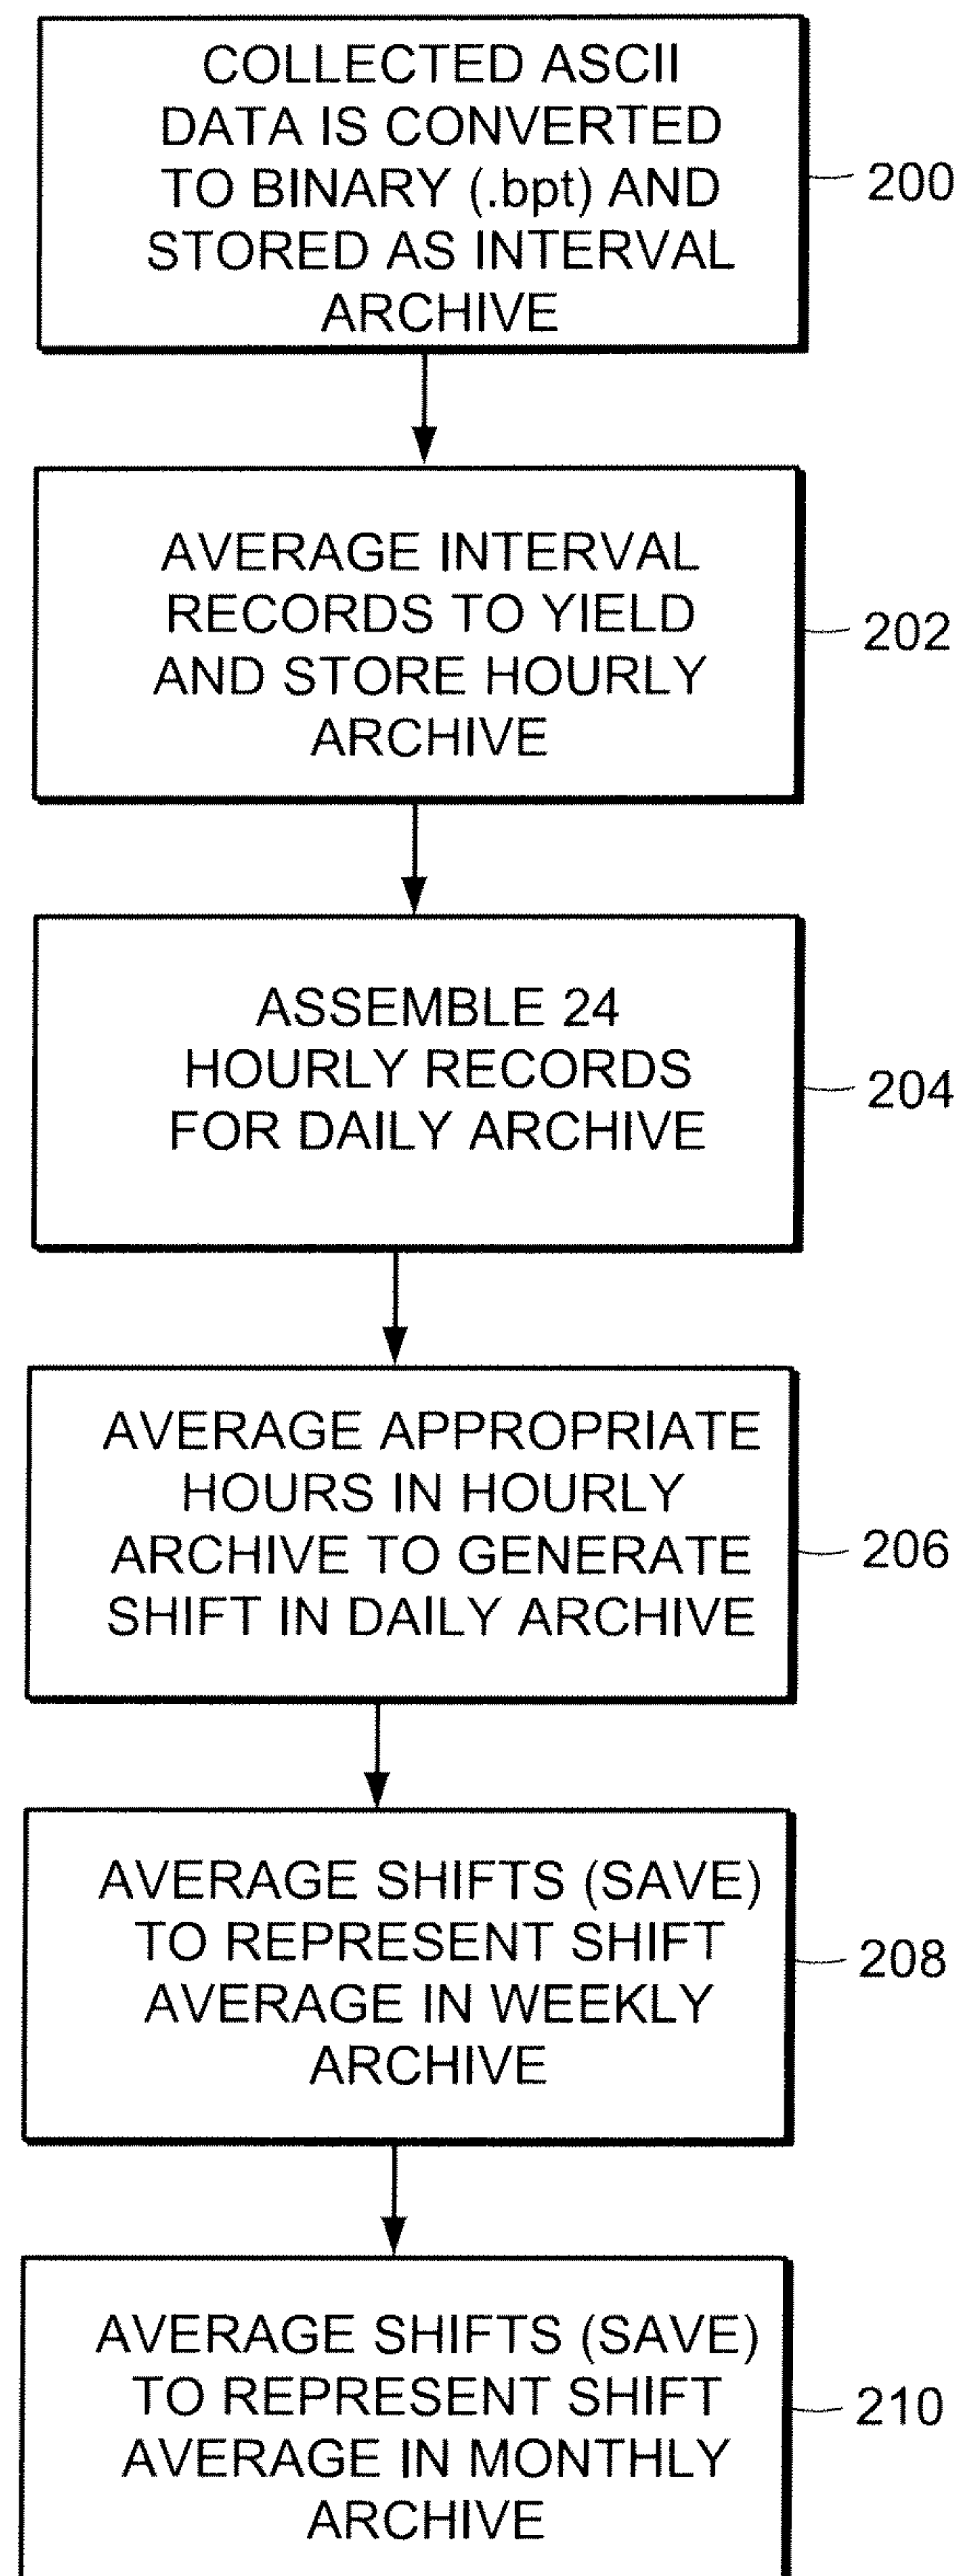 COLLECTED ASCII
DATA IS CONVERTED
TO BINARY (.bpt) AND
STORED AS INTERVAL
ARCHIVE
200
AVERAGE INTERVAL
RECORDS TO YIELD
AND STORE HOURLY
ARCHIVE
202
ASSEMBLE 24
HOURLY RECORDS
FOR DAILY ARCHIVE
204
AVERAGE APPROPRIATE
HOURS IN HOURLY
ARCHIVE TO GENERATE
SHIFT IN DAILY ARCHIVE
206
AVERAGE SHIFTS (SAVE)
TO REPRESENT SHIFT
AVERAGE IN WEEKLY
ARCHIVE
208
AVERAGE SHIFTS (SAVE)
TO REPRESENT SHIFT
AVERAGE IN MONTHLY
ARCHIVE
210